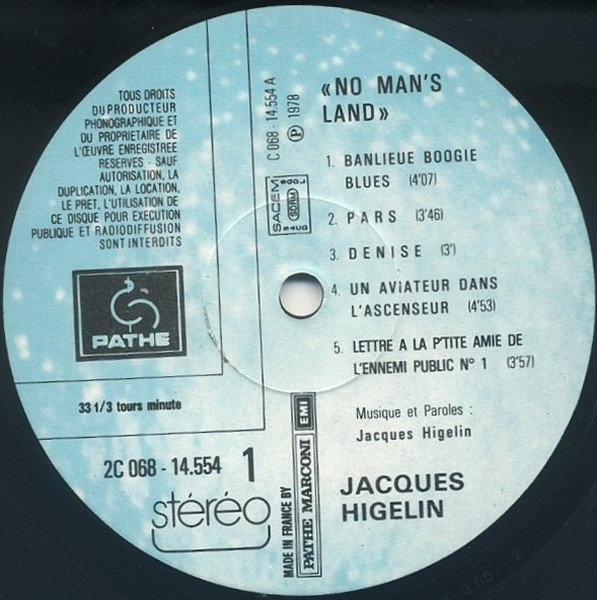 TOUS DROITS
DU PRODUCTEUR
PHONOGRAPHIQUE ET
DU PROPRIETAIRE DE
L'ŒUVRE ENREGISTREE
RESERVES - SAUF
AUTORISATION, LA
DUPLICATION, LA LOCATION,
LE PRET, L'UTILISATION DE
CE DISQUE POUR EXECUTION
PUBLIQUE ET RADIODIFFUSION
SONT INTERDITS
PATHE
33 1/3 tours minute
2C 068 - 14.554 1
stéréo
C 068 - 14.554 A
℗ 1978
SACEM
SDRM
MADE IN FRANCE BY
PATHE MARCONI EMI
«NO MAN'S
LAND»
1. BANLIEUE BOOGIE
BLUES (4'07)
2. PARS (3'46)
3. DENISE (3')
4. UN AVIATEUR DANS
L'ASCENSEUR (4'53)
5. LETTRE A LA P'TITE AMIE DE
L'ENNEMI PUBLIC N° 1 (3'57)
Musique et Paroles :
Jacques Higelin
JACQUES
HIGELIN